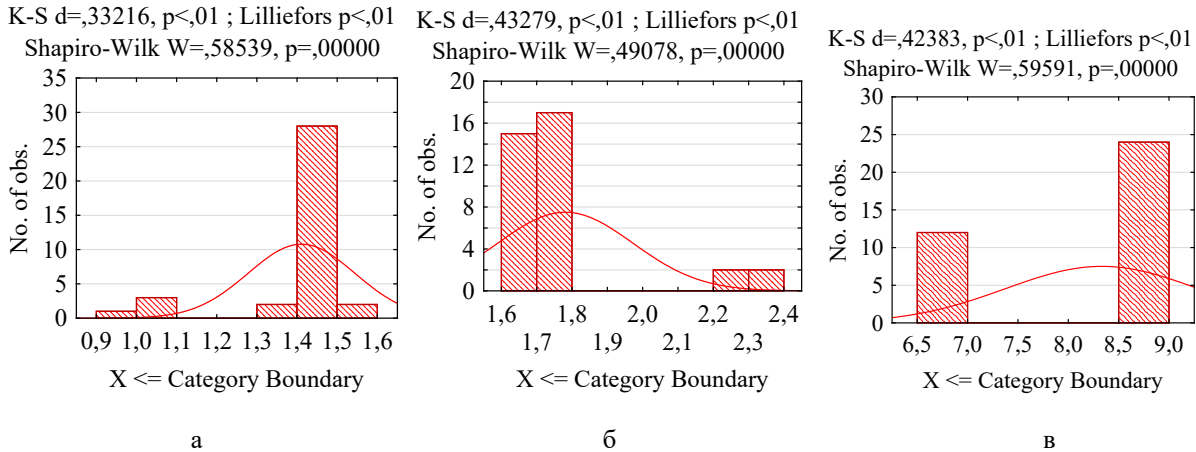 K-S d=,33216, p<,01 ; Lilliefors p<,01
Shapiro-Wilk W=,58539, p=,00000
35
30
25
20
15
10
5
0
No. of obs.
0,9 1,0 1,1 1,2 1,3 1,4 1,5 1,6
X <= Category Boundary
а
K-S d=,43279, p<,01 ; Lilliefors p<,01
Shapiro-Wilk W=,49078, p=,00000
20
16
12
8
4
0
No. of obs.
1,6 1,8 2,0 2,2 2,4
1,7 1,9 2,1 2,3
X <= Category Boundary
б
K-S d=,42383, p<,01 ; Lilliefors p<,01
Shapiro-Wilk W=,59591, p=,00000
30
25
20
15
10
5
0
No. of obs.
6,5 7,0 7,5 8,0 8,5 9,0
X <= Category Boundary
в